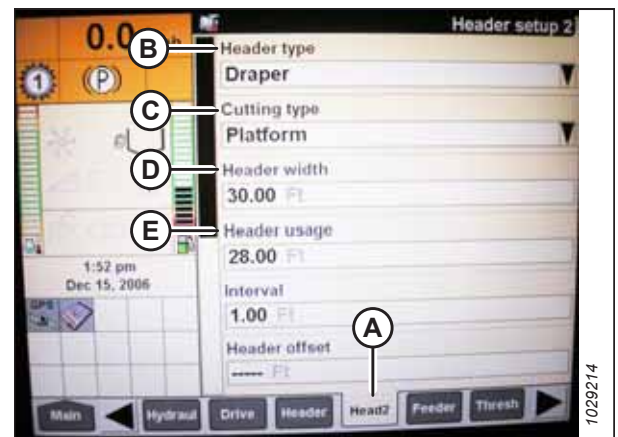 Header setup 2
0.0
Header type
Draper
Cutting type
Platform
Header width
30.00 Ft
Header usage
28.00 Ft
Interval
1.00 Ft
Header offset
----- Ft
1
(P)
1:52 pm
Dec 15, 2006
GPS
Main
Hydraul
Drive
Header
Head2
Feeder
Thresh
B
C
D
E
A
1029214